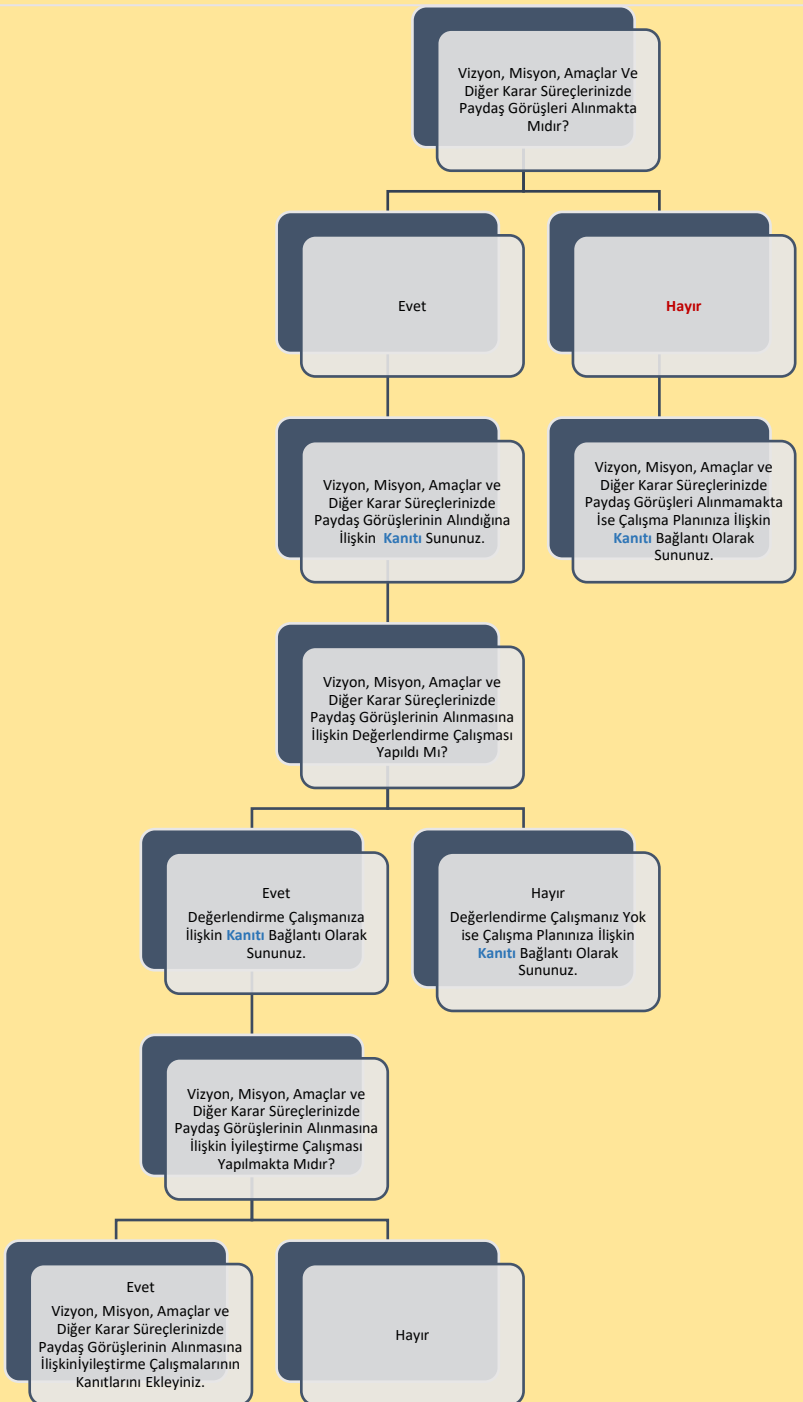 Vizyon, Misyon, Amaçlar Ve
Diğer Karar Süreçlerinizde
Paydaş Görüşleri Alınmakta
Mıdır?
Evet
Hayır
Vizyon, Misyon, Amaçlar ve
Diğer Karar Süreçlerinizde
Paydaş Görüşlerinin Alındığına
İlişkin Kanıtı Sununuz.
Vizyon, Misyon, Amaçlar ve
Diğer Karar Süreçlerinizde
Paydaş Görüşleri Alınmamakta
İse Çalışma Planınıza İlişkin
Kanıtı Bağlantı Olarak
Sununuz.
Vizyon, Misyon, Amaçlar ve
Diğer Karar Süreçlerinizde
Paydaş Görüşlerinin Alınmasına
İlişkin Değerlendirme Çalışması
Yapıldı Mı?
Evet
Değerlendirme Çalışmanıza
İlişkin Kanıtı Bağlantı Olarak
Sununuz.
Hayır
Değerlendirme Çalışmanız Yok
ise Çalışma Planınıza İlişkin
Kanıtı Bağlantı Olarak
Sununuz.
Vizyon, Misyon, Amaçlar ve
Diğer Karar Süreçlerinizde
Paydaş Görüşlerinin Alınmasına
İlişkin İyileştirme Çalışması
Yapılmakta Mıdır?
Evet
Vizyon, Misyon, Amaçlar ve
Diğer Karar Süreçlerinizde
Paydaş Görüşlerinin Alınmasına
İlişkinİyileştirme Çalışmalarının
Kanıtlarını Ekleyiniz.
Hayır